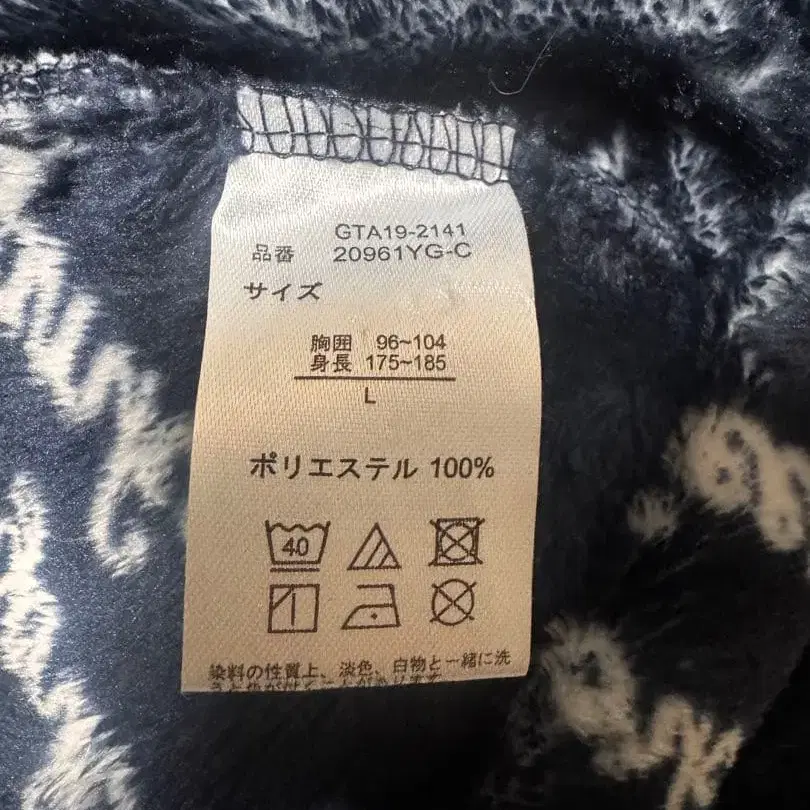 GTA19-2141
品番 20961YG-C
サイズ
胸囲 96~104
身長 175~185
L
ポリエステル 100%
40
染料の性質上、淡色、白物と一緒に洗